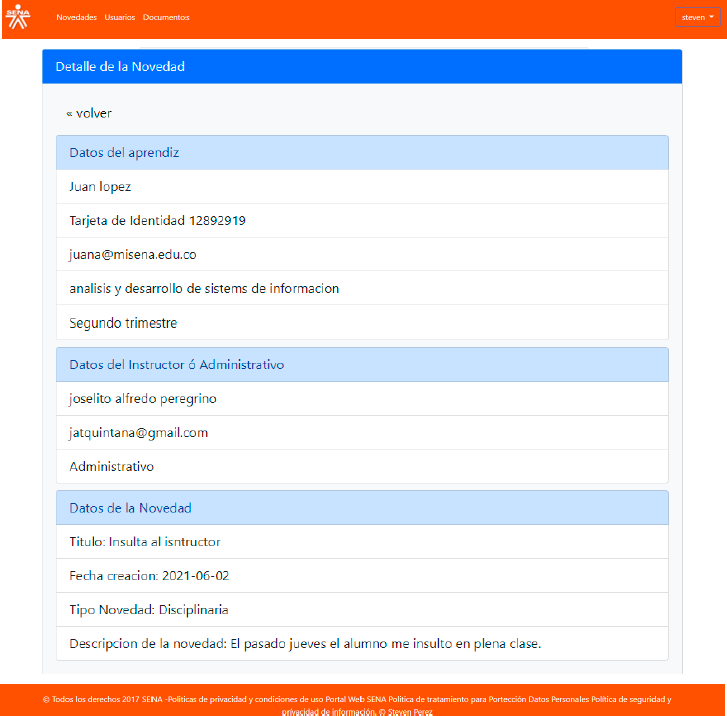 SENA
Novedades Usuarios Documentos
steven
Detalle de la Novedad
« volver
Datos del aprendiz
Juan lopez
Tarjeta de Identidad 12892919
juana@misena.edu.co
analisis y desarrollo de sistems de informacion
Segundo trimestre
Datos del Instructor ó Administrativo
joselito alfredo peregrino
jatquintana@gmail.com
Administrativo
Datos de la Novedad
Titulo: Insulta al isntructor
Fecha creacion: 2021-06-02
Tipo Novedad: Disciplinaria
Descripcion de la novedad: El pasado jueves el alumno me insulto en plena clase.
© Todos los derechos 2017 SENA -Politicas de privacidad y condiciones de uso Portal Web SENA Politica de tratamiento para Portección Datos Personales Política de seguridad y
privacidad de información. © Steven Perez